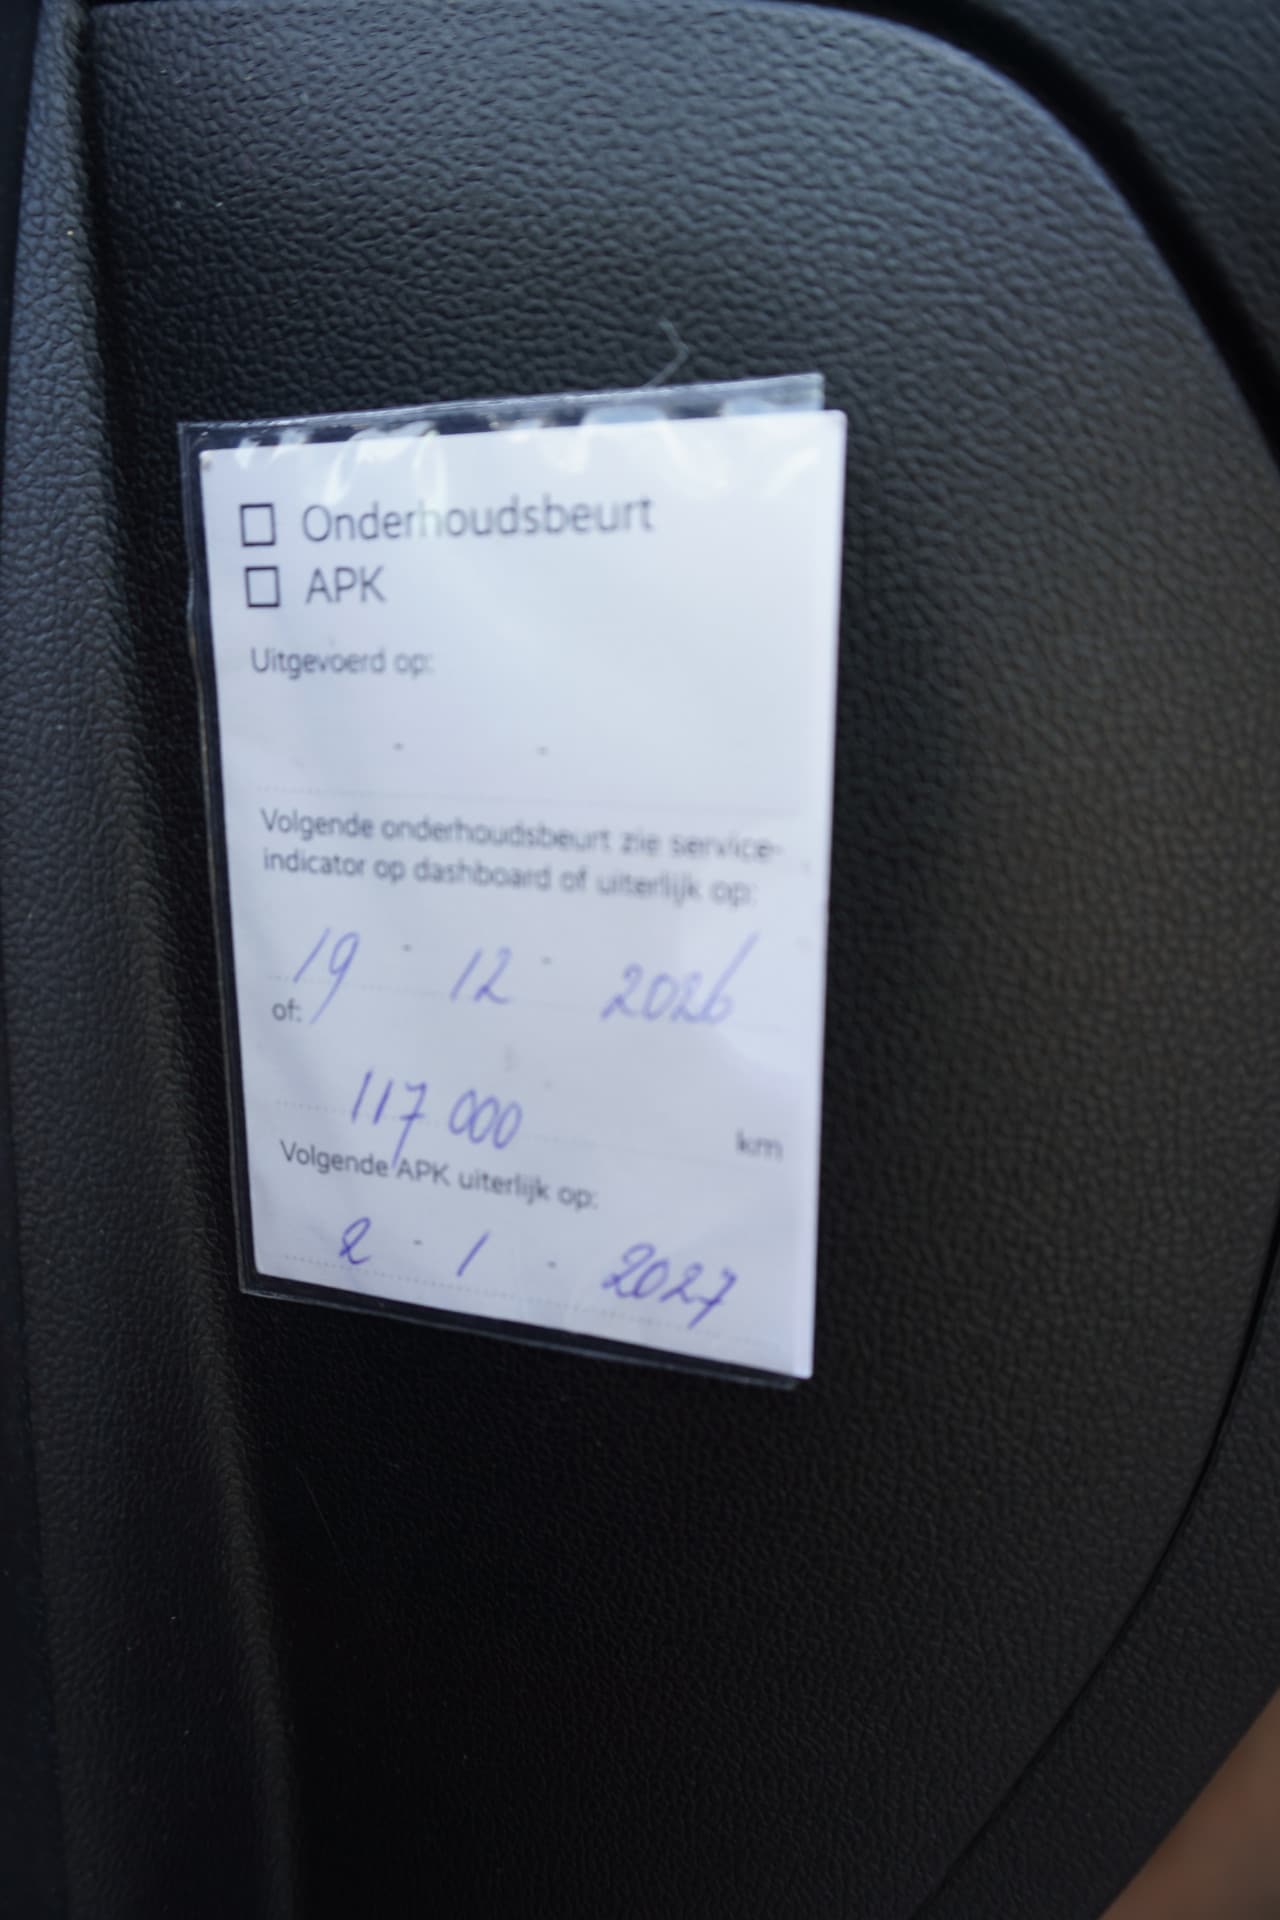 ☐ Onderhoudsbeurt
☐ APK
Uitgevoerd op:
- -
Volgende onderhoudsbeurt zie service-
indicator op dashboard of uiterlijk op:
19 - 12 - 2026
of:
117 000 km
Volgende APK uiterlijk op:
2 - 1 - 2027